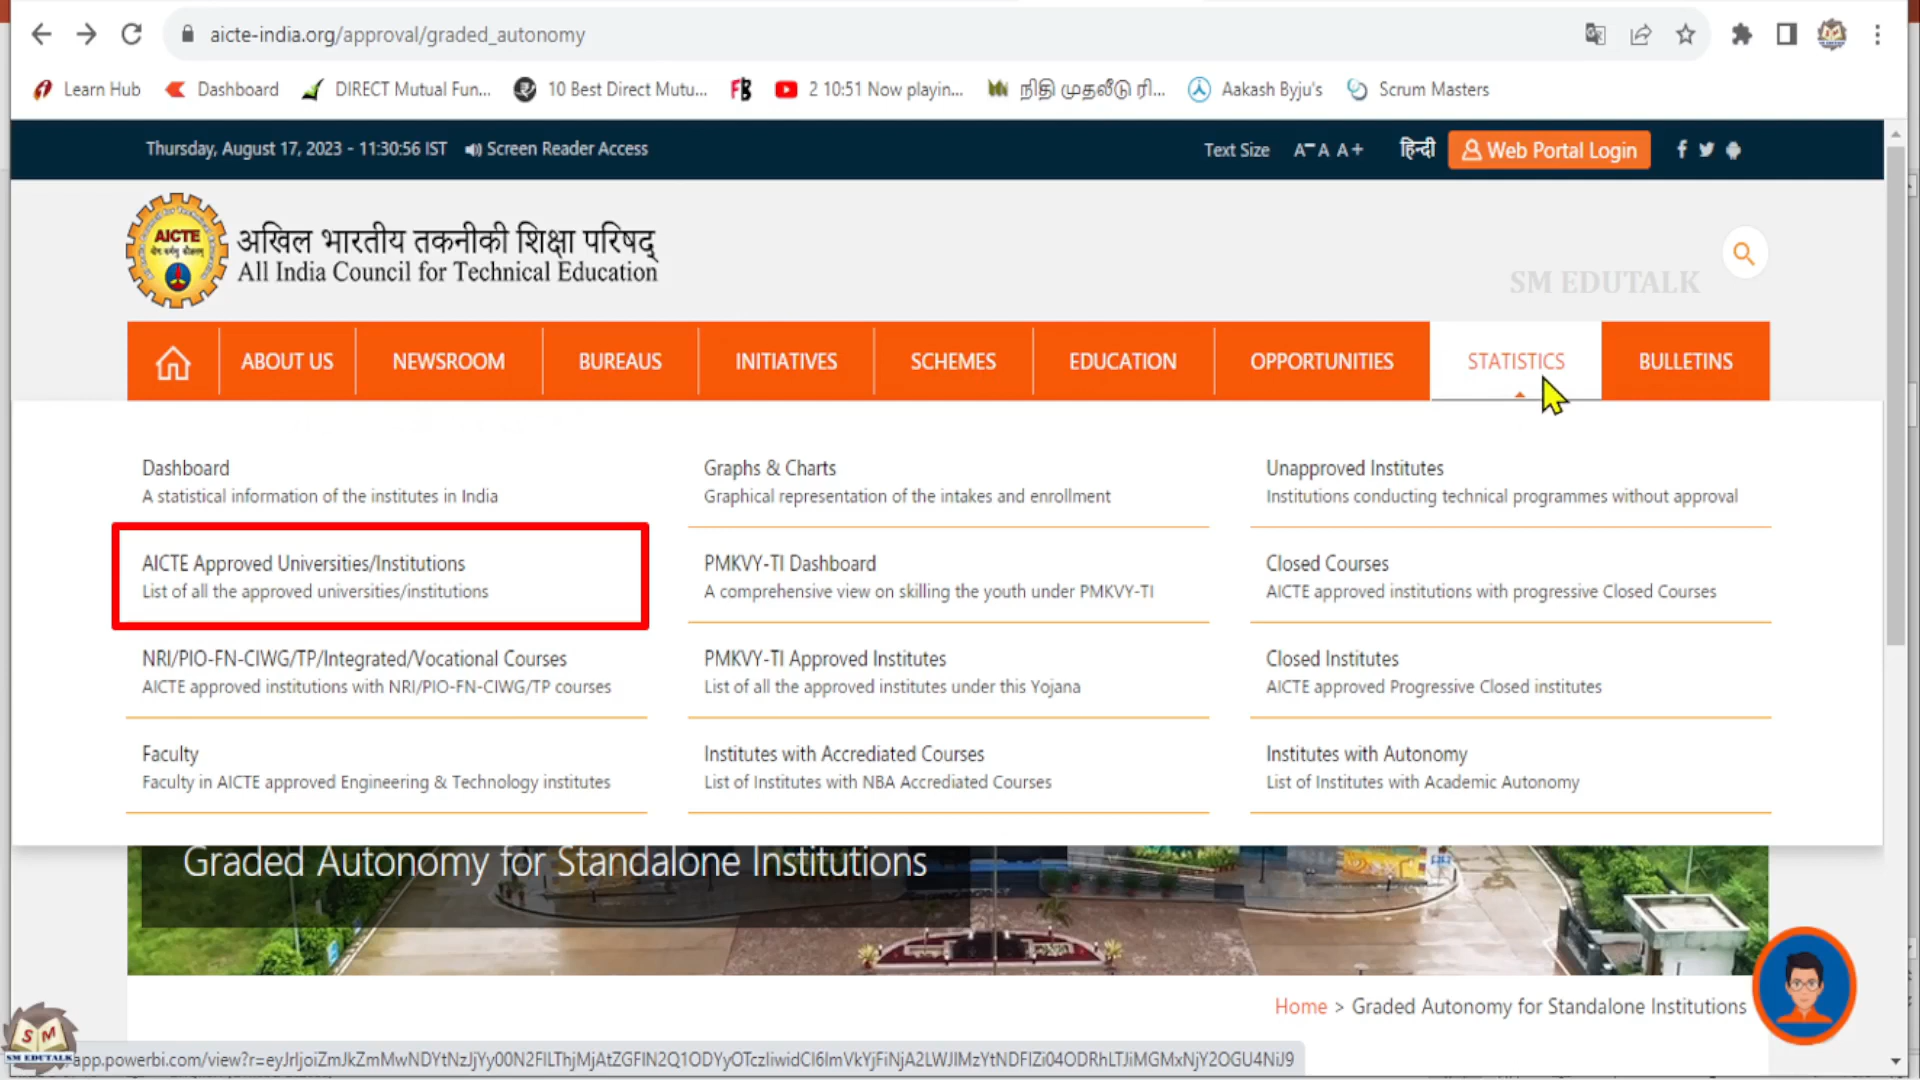 aicte-india.org/approval/graded_autonomy
Learn Hub Dashboard DIRECT Mutual Fun... 10 Best Direct Mutu... FB 2 10:51 Now playin... நிதி முதலீடு ரி... Aakash Byju's Scrum Masters
Thursday, August 17, 2023 - 11:30:56 IST Screen Reader Access Text Size A- A A+ हिन्दी Web Portal Login
AICTE
अखिल भारतीय तकनीकी शिक्षा परिषद्
All India Council for Technical Education
SM EDUTALK
ABOUT US NEWSROOM BUREAUS INITIATIVES SCHEMES EDUCATION OPPORTUNITIES STATISTICS BULLETINS
Dashboard
A statistical information of the institutes in India
Graphs & Charts
Graphical representation of the intakes and enrollment
Unapproved Institutes
Institutions conducting technical programmes without approval
AICTE Approved Universities/Institutions
List of all the approved universities/institutions
PMKVY-TI Dashboard
A comprehensive view on skilling the youth under PMKVY-TI
Closed Courses
AICTE approved institutions with progressive Closed Courses
NRI/PIO-FN-CIWG/TP/Integrated/Vocational Courses
AICTE approved institutions with NRI/PIO-FN-CIWG/TP courses
PMKVY-TI Approved Institutes
List of all the approved institutes under this Yojana
Closed Institutes
AICTE approved Progressive Closed institutes
Faculty
Faculty in AICTE approved Engineering & Technology institutes
Institutes with Accrediated Courses
List of Institutes with NBA Accrediated Courses
Institutes with Autonomy
List of Institutes with Academic Autonomy
Graded Autonomy for Standalone Institutions
Home > Graded Autonomy for Standalone Institutions
SM
SM EDUTALK